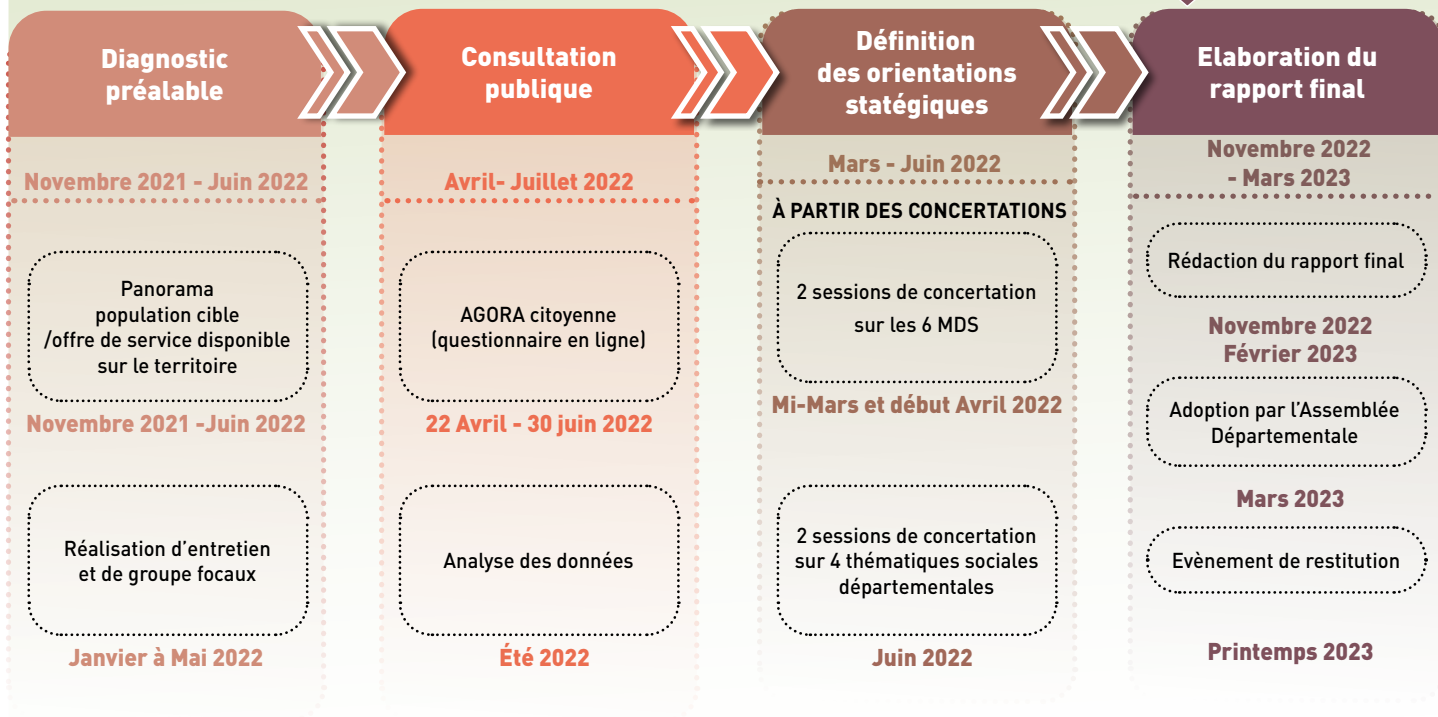 Diagnostic
préalable
Novembre 2021 - Juin 2022
Panorama
population cible
/offre de service disponible
sur le territoire
Novembre 2021 -Juin 2022
Réalisation d'entretien
et de groupe focaux
Janvier à Mai 2022
Consultation
publique
Avril- Juillet 2022
AGORA citoyenne
(questionnaire en ligne)
22 Avril - 30 juin 2022
Analyse des données
Été 2022
Définition
des orientations
statégiques
Mars - Juin 2022
À PARTIR DES CONCERTATIONS
2 sessions de concertation
sur les 6 MDS
Mi-Mars et début Avril 2022
2 sessions de concertation
sur 4 thématiques sociales
départementales
Juin 2022
Elaboration du
rapport final
Novembre 2022
- Mars 2023
Rédaction du rapport final
Novembre 2022
Février 2023
Adoption par l'Assemblée
Départementale
Mars 2023
Evènement de restitution
Printemps 2023